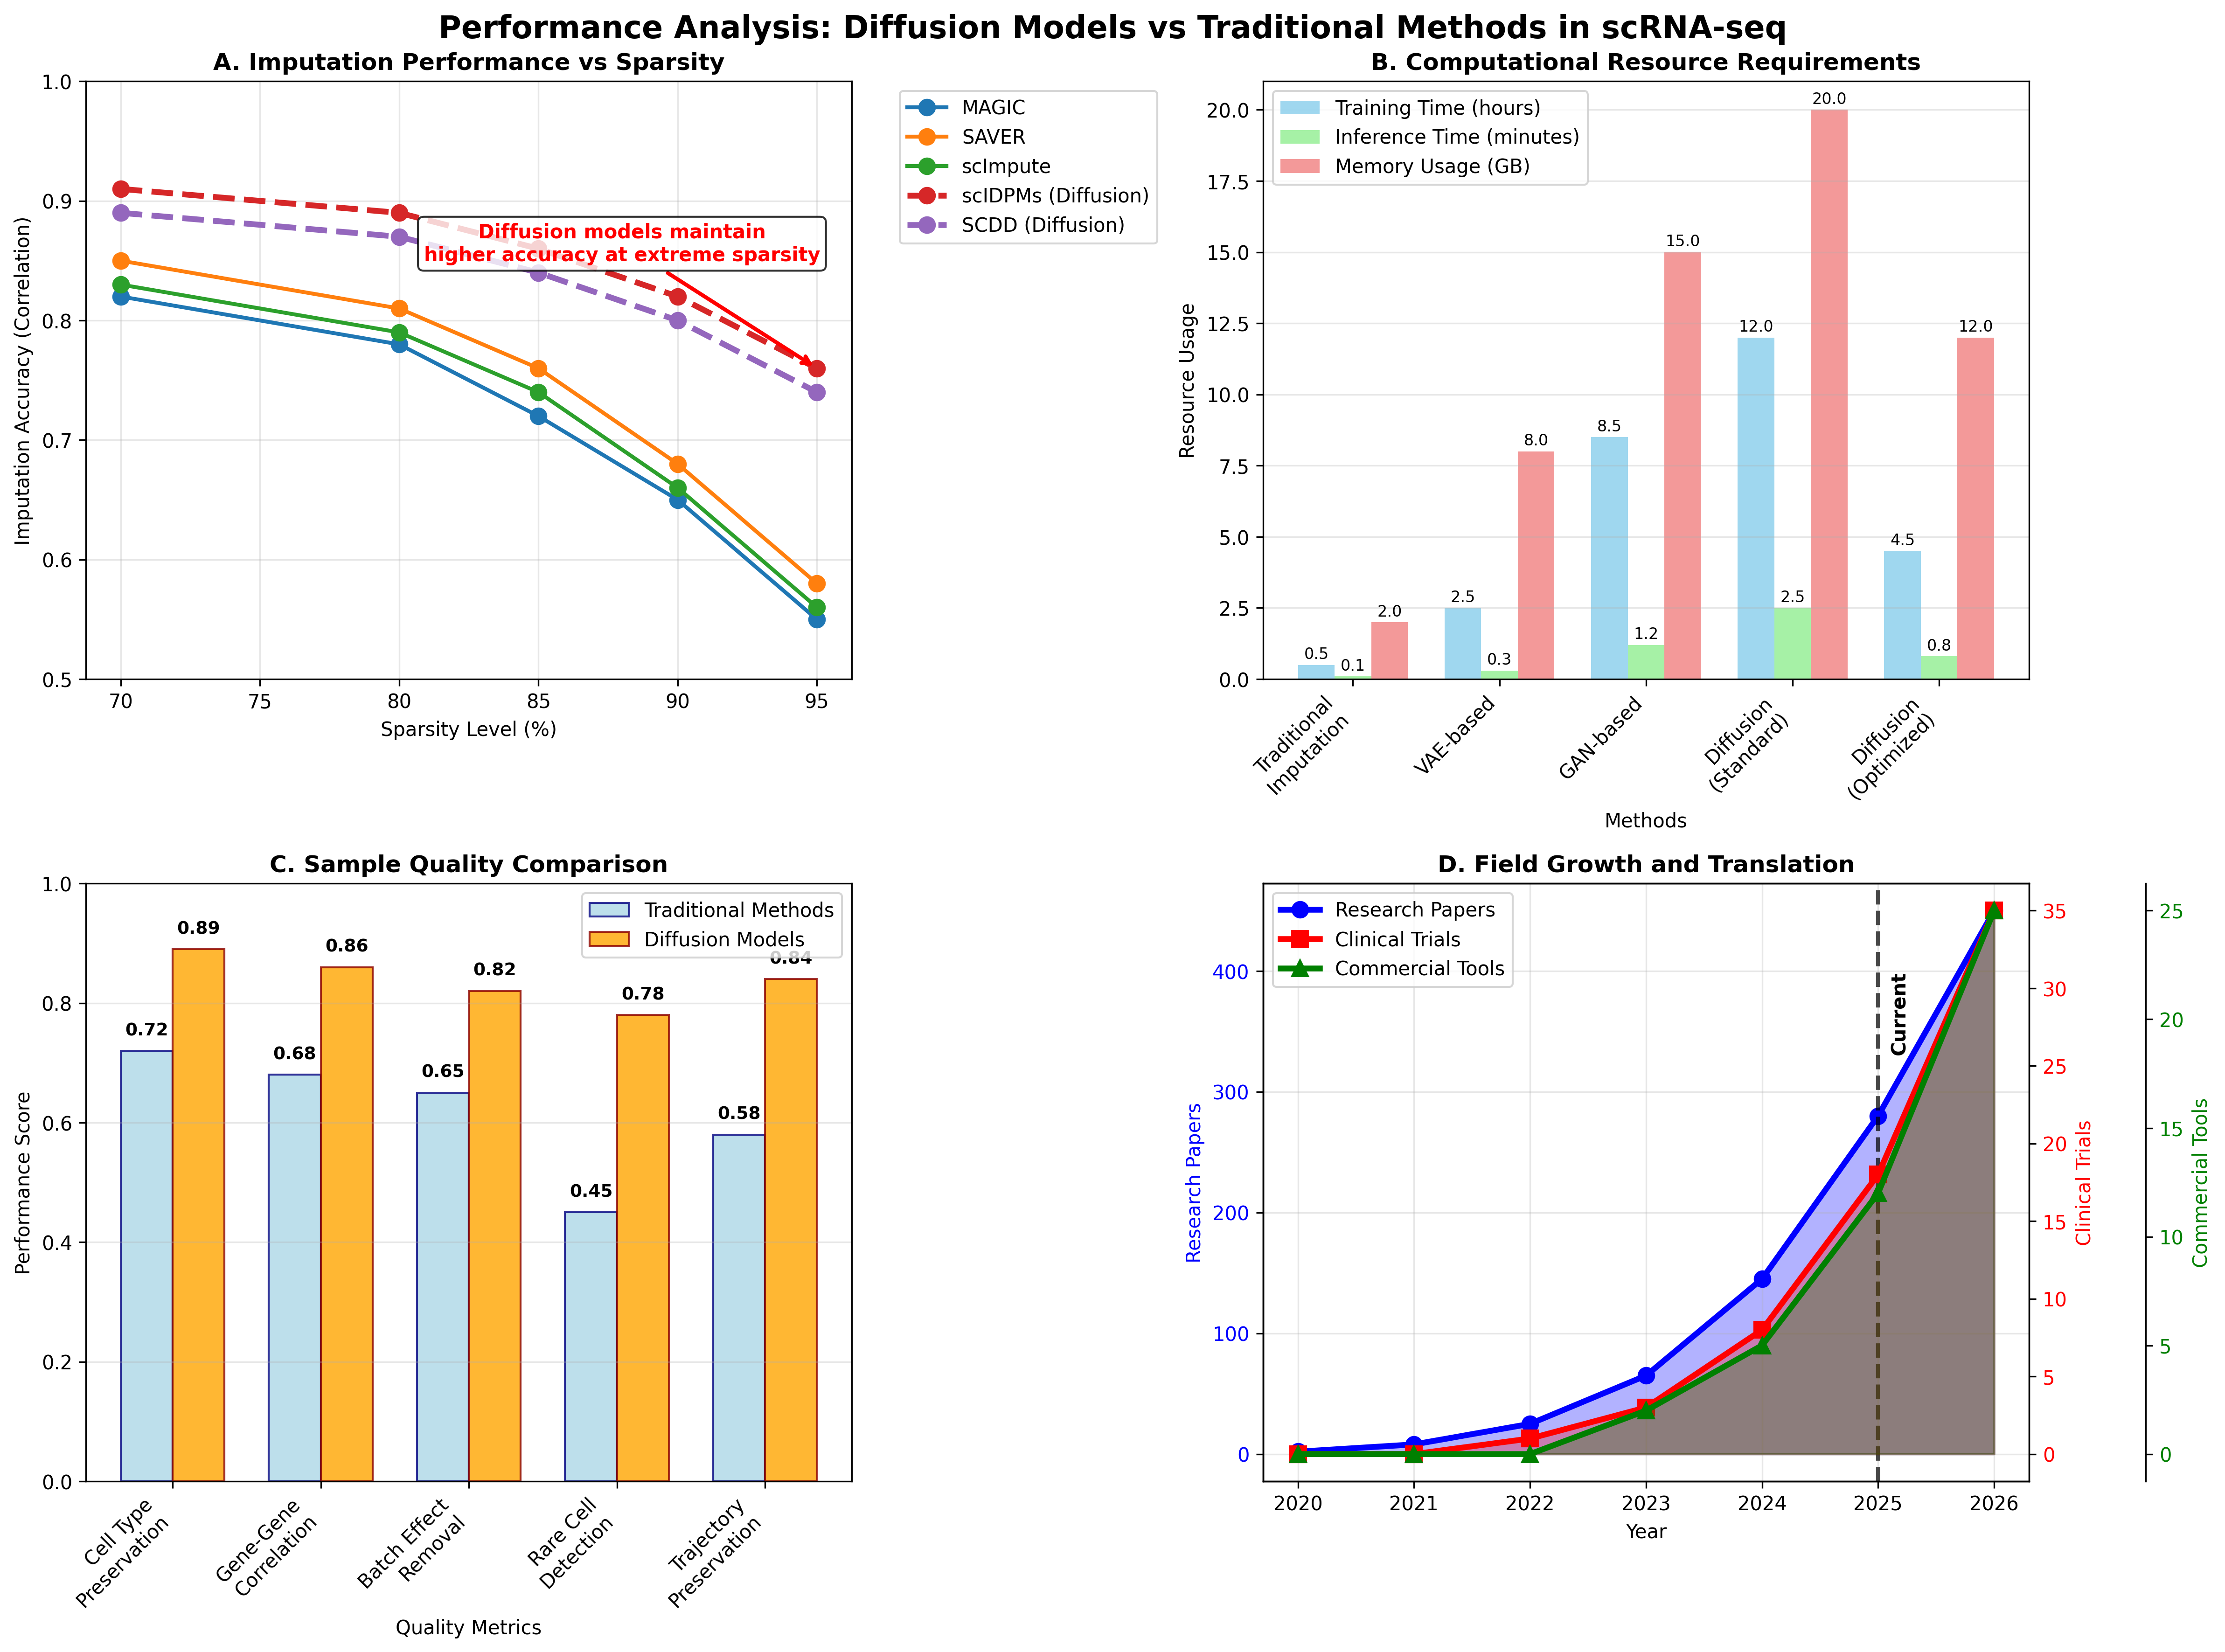 Performance Analysis: Diffusion Models vs Traditional Methods in scRNA-seq
A. Imputation Performance vs Sparsity
1.0
0.9
0.8
0.7
0.6
0.5
Imputation Accuracy (Correlation)
70
75
80
85
90
95
Sparsity Level (%)
Diffusion models maintain
higher accuracy at extreme sparsity
MAGIC
SAVER
scImpute
scIDPMs (Diffusion)
SCDD (Diffusion)
B. Computational Resource Requirements
Training Time (hours)
Inference Time (minutes)
Memory Usage (GB)
20.0
17.5
15.0
12.5
10.0
7.5
5.0
2.5
0.0
Resource Usage
0.5
0.1
2.0
2.5
0.3
8.0
8.5
1.2
15.0
12.0
2.5
20.0
4.5
0.8
12.0
Traditional
Imputation
VAE-based
GAN-based
Diffusion
(Standard)
Diffusion
(Optimized)
Methods
C. Sample Quality Comparison
Traditional Methods
Diffusion Models
1.0
0.8
0.6
0.4
0.2
0.0
Performance Score
0.72
0.89
0.68
0.86
0.65
0.82
0.45
0.78
0.58
0.84
Cell Type
Preservation
Gene-Gene
Correlation
Batch Effect
Removal
Rare Cell
Detection
Trajectory
Preservation
Quality Metrics
D. Field Growth and Translation
Research Papers
Clinical Trials
Commercial Tools
Current
400
300
200
100
0
Research Papers
35
30
25
20
15
10
5
0
Clinical Trials
25
20
15
10
5
0
Commercial Tools
2020
2021
2022
2023
2024
2025
2026
Year